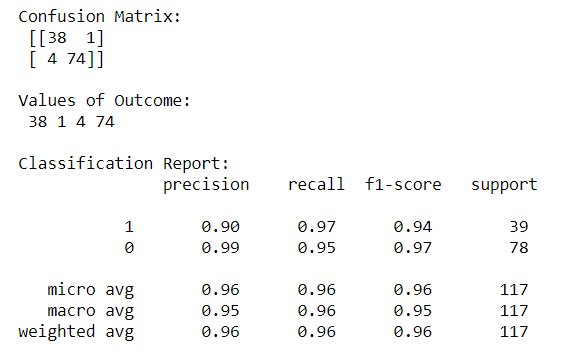 Confusion Matrix:
[[38 1]
[ 4 74]]
Values of Outcome:
38 1 4 74
Classification Report:
precision recall f1-score support
1 0.90 0.97 0.94 39
0 0.99 0.95 0.97 78
micro avg 0.96 0.96 0.96 117
macro avg 0.95 0.96 0.95 117
weighted avg 0.96 0.96 0.96 117